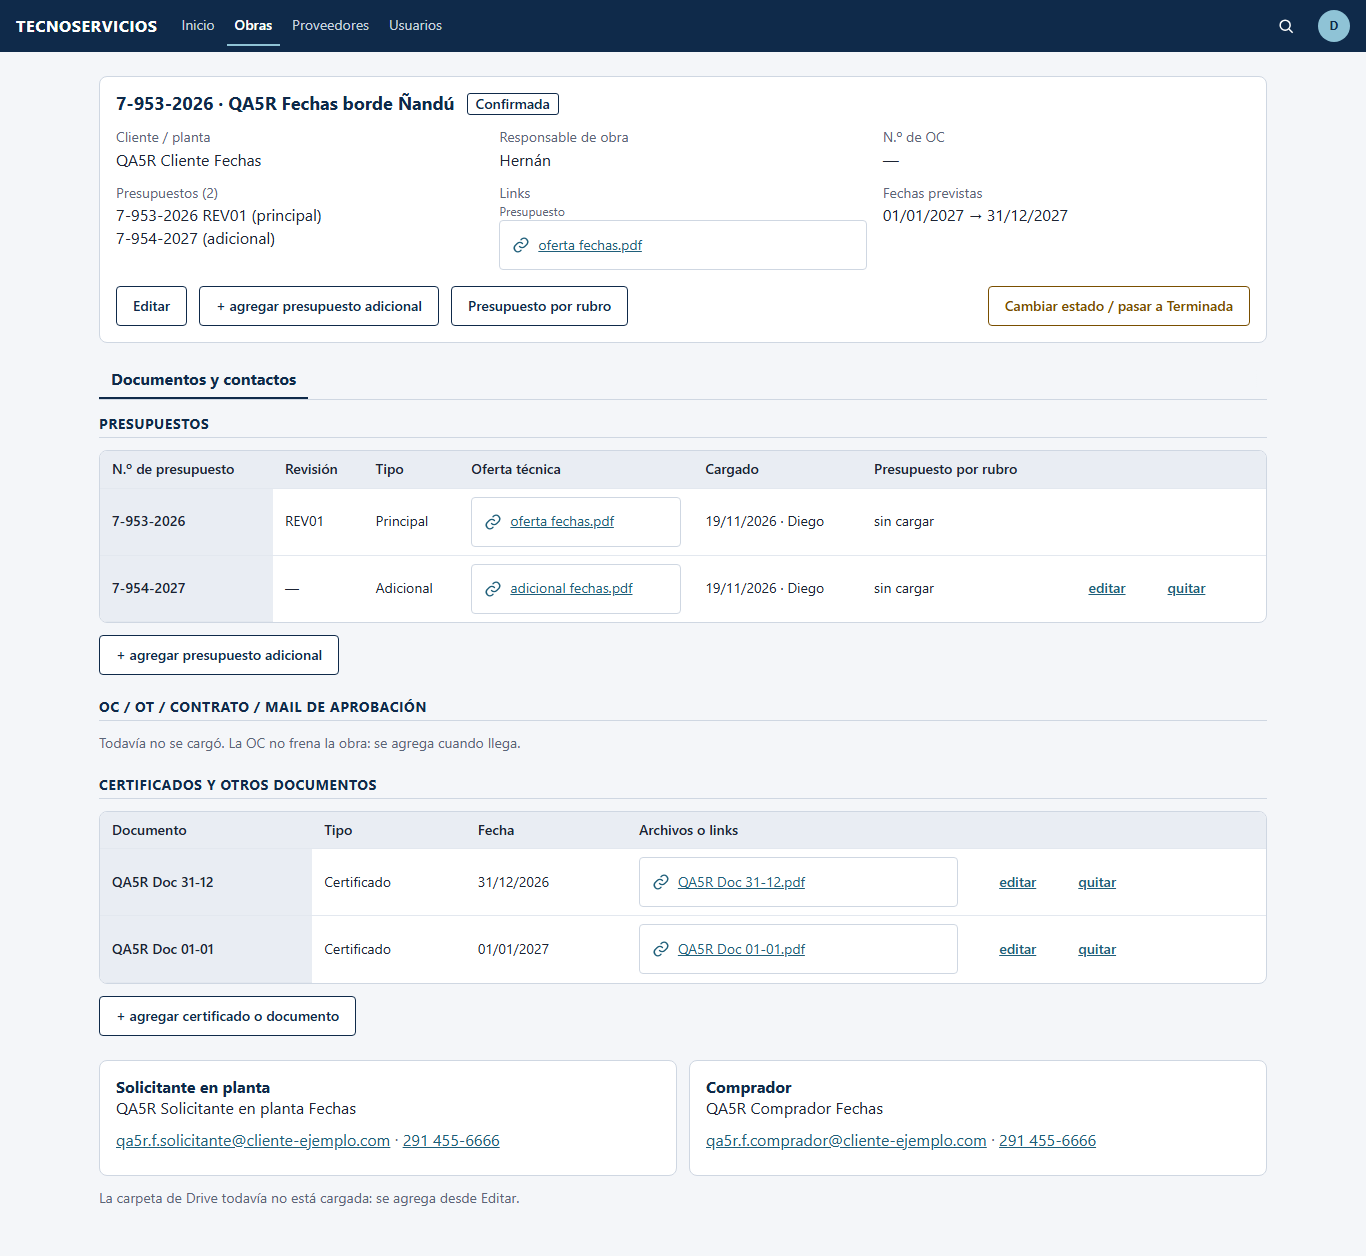 TECNOSERVICIOS Inicio Obras Proveedores Usuarios D
7-953-2026 · QA5R Fechas borde Ñandú Confirmada
Cliente / planta
QA5R Cliente Fechas
Responsable de obra
Hernán
N.º de OC
—
Presupuestos (2)
7-953-2026 REV01 (principal)
7-954-2027 (adicional)
Links
Presupuesto
oferta fechas.pdf
Fechas previstas
01/01/2027 → 31/12/2027
Editar + agregar presupuesto adicional Presupuesto por rubro Cambiar estado / pasar a Terminada
Documentos y contactos
PRESUPUESTOS
N.º de presupuesto Revisión Tipo Oferta técnica Cargado Presupuesto por rubro
7-953-2026 REV01 Principal oferta fechas.pdf 19/11/2026 · Diego sin cargar
7-954-2027 — Adicional adicional fechas.pdf 19/11/2026 · Diego sin cargar editar quitar
+ agregar presupuesto adicional
OC / OT / CONTRATO / MAIL DE APROBACIÓN
Todavía no se cargó. La OC no frena la obra: se agrega cuando llega.
CERTIFICADOS Y OTROS DOCUMENTOS
Documento Tipo Fecha Archivos o links
QA5R Doc 31-12 Certificado 31/12/2026 QA5R Doc 31-12.pdf editar quitar
QA5R Doc 01-01 Certificado 01/01/2027 QA5R Doc 01-01.pdf editar quitar
+ agregar certificado o documento
Solicitante en planta
QA5R Solicitante en planta Fechas
qa5r.f.solicitante@cliente-ejemplo.com · 291 455-6666
Comprador
QA5R Comprador Fechas
qa5r.f.comprador@cliente-ejemplo.com · 291 455-6666
La carpeta de Drive todavía no está cargada: se agrega desde Editar.